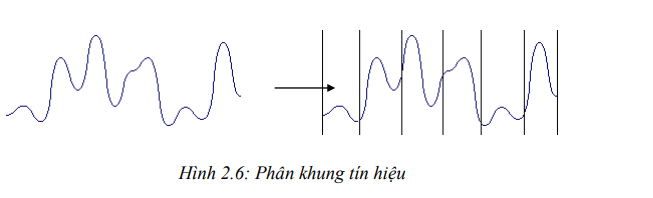 Hình 2.6: Phân khung tín hiệu